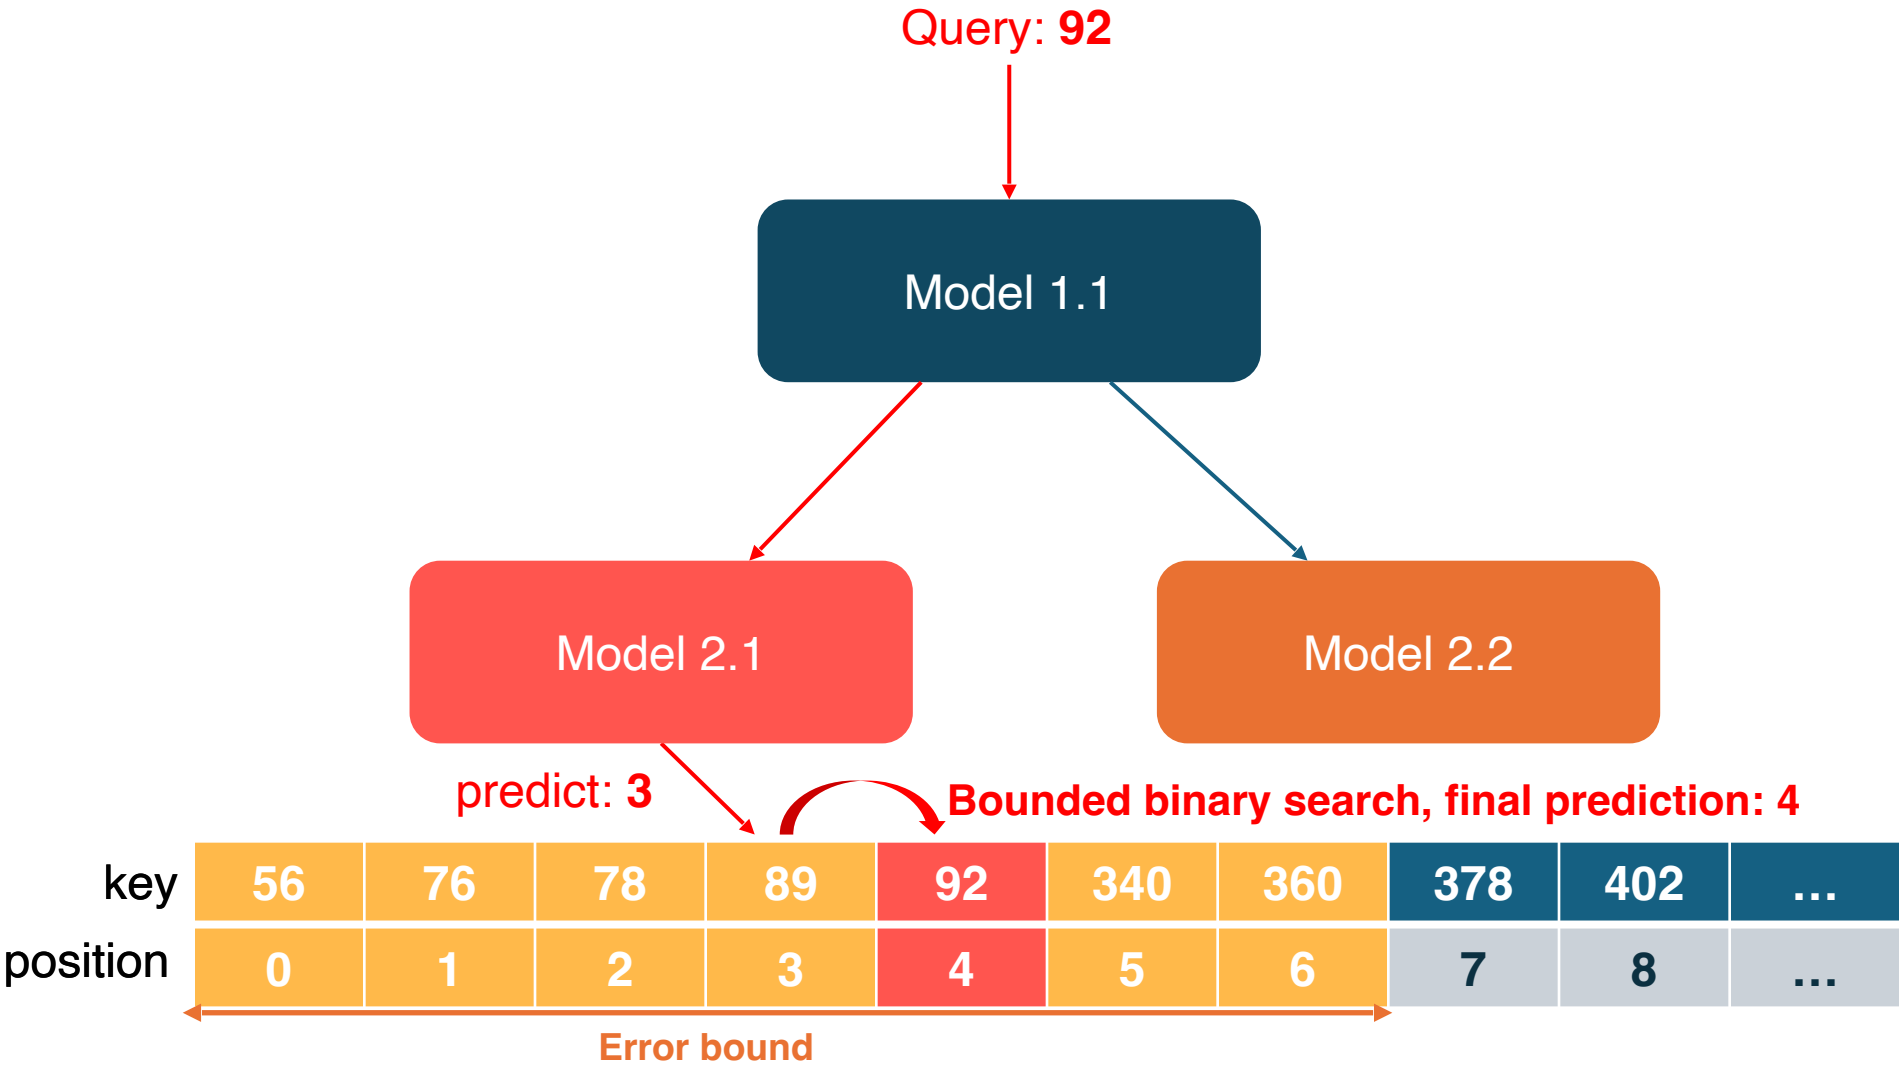 Query: 92
Model 1.1
Model 2.1
Model 2.2
predict: 3
Bounded binary search, final prediction: 4
key 56 76 78 89 92 340 360 378 402 ...
position 0 1 2 3 4 5 6 7 8 ...
Error bound